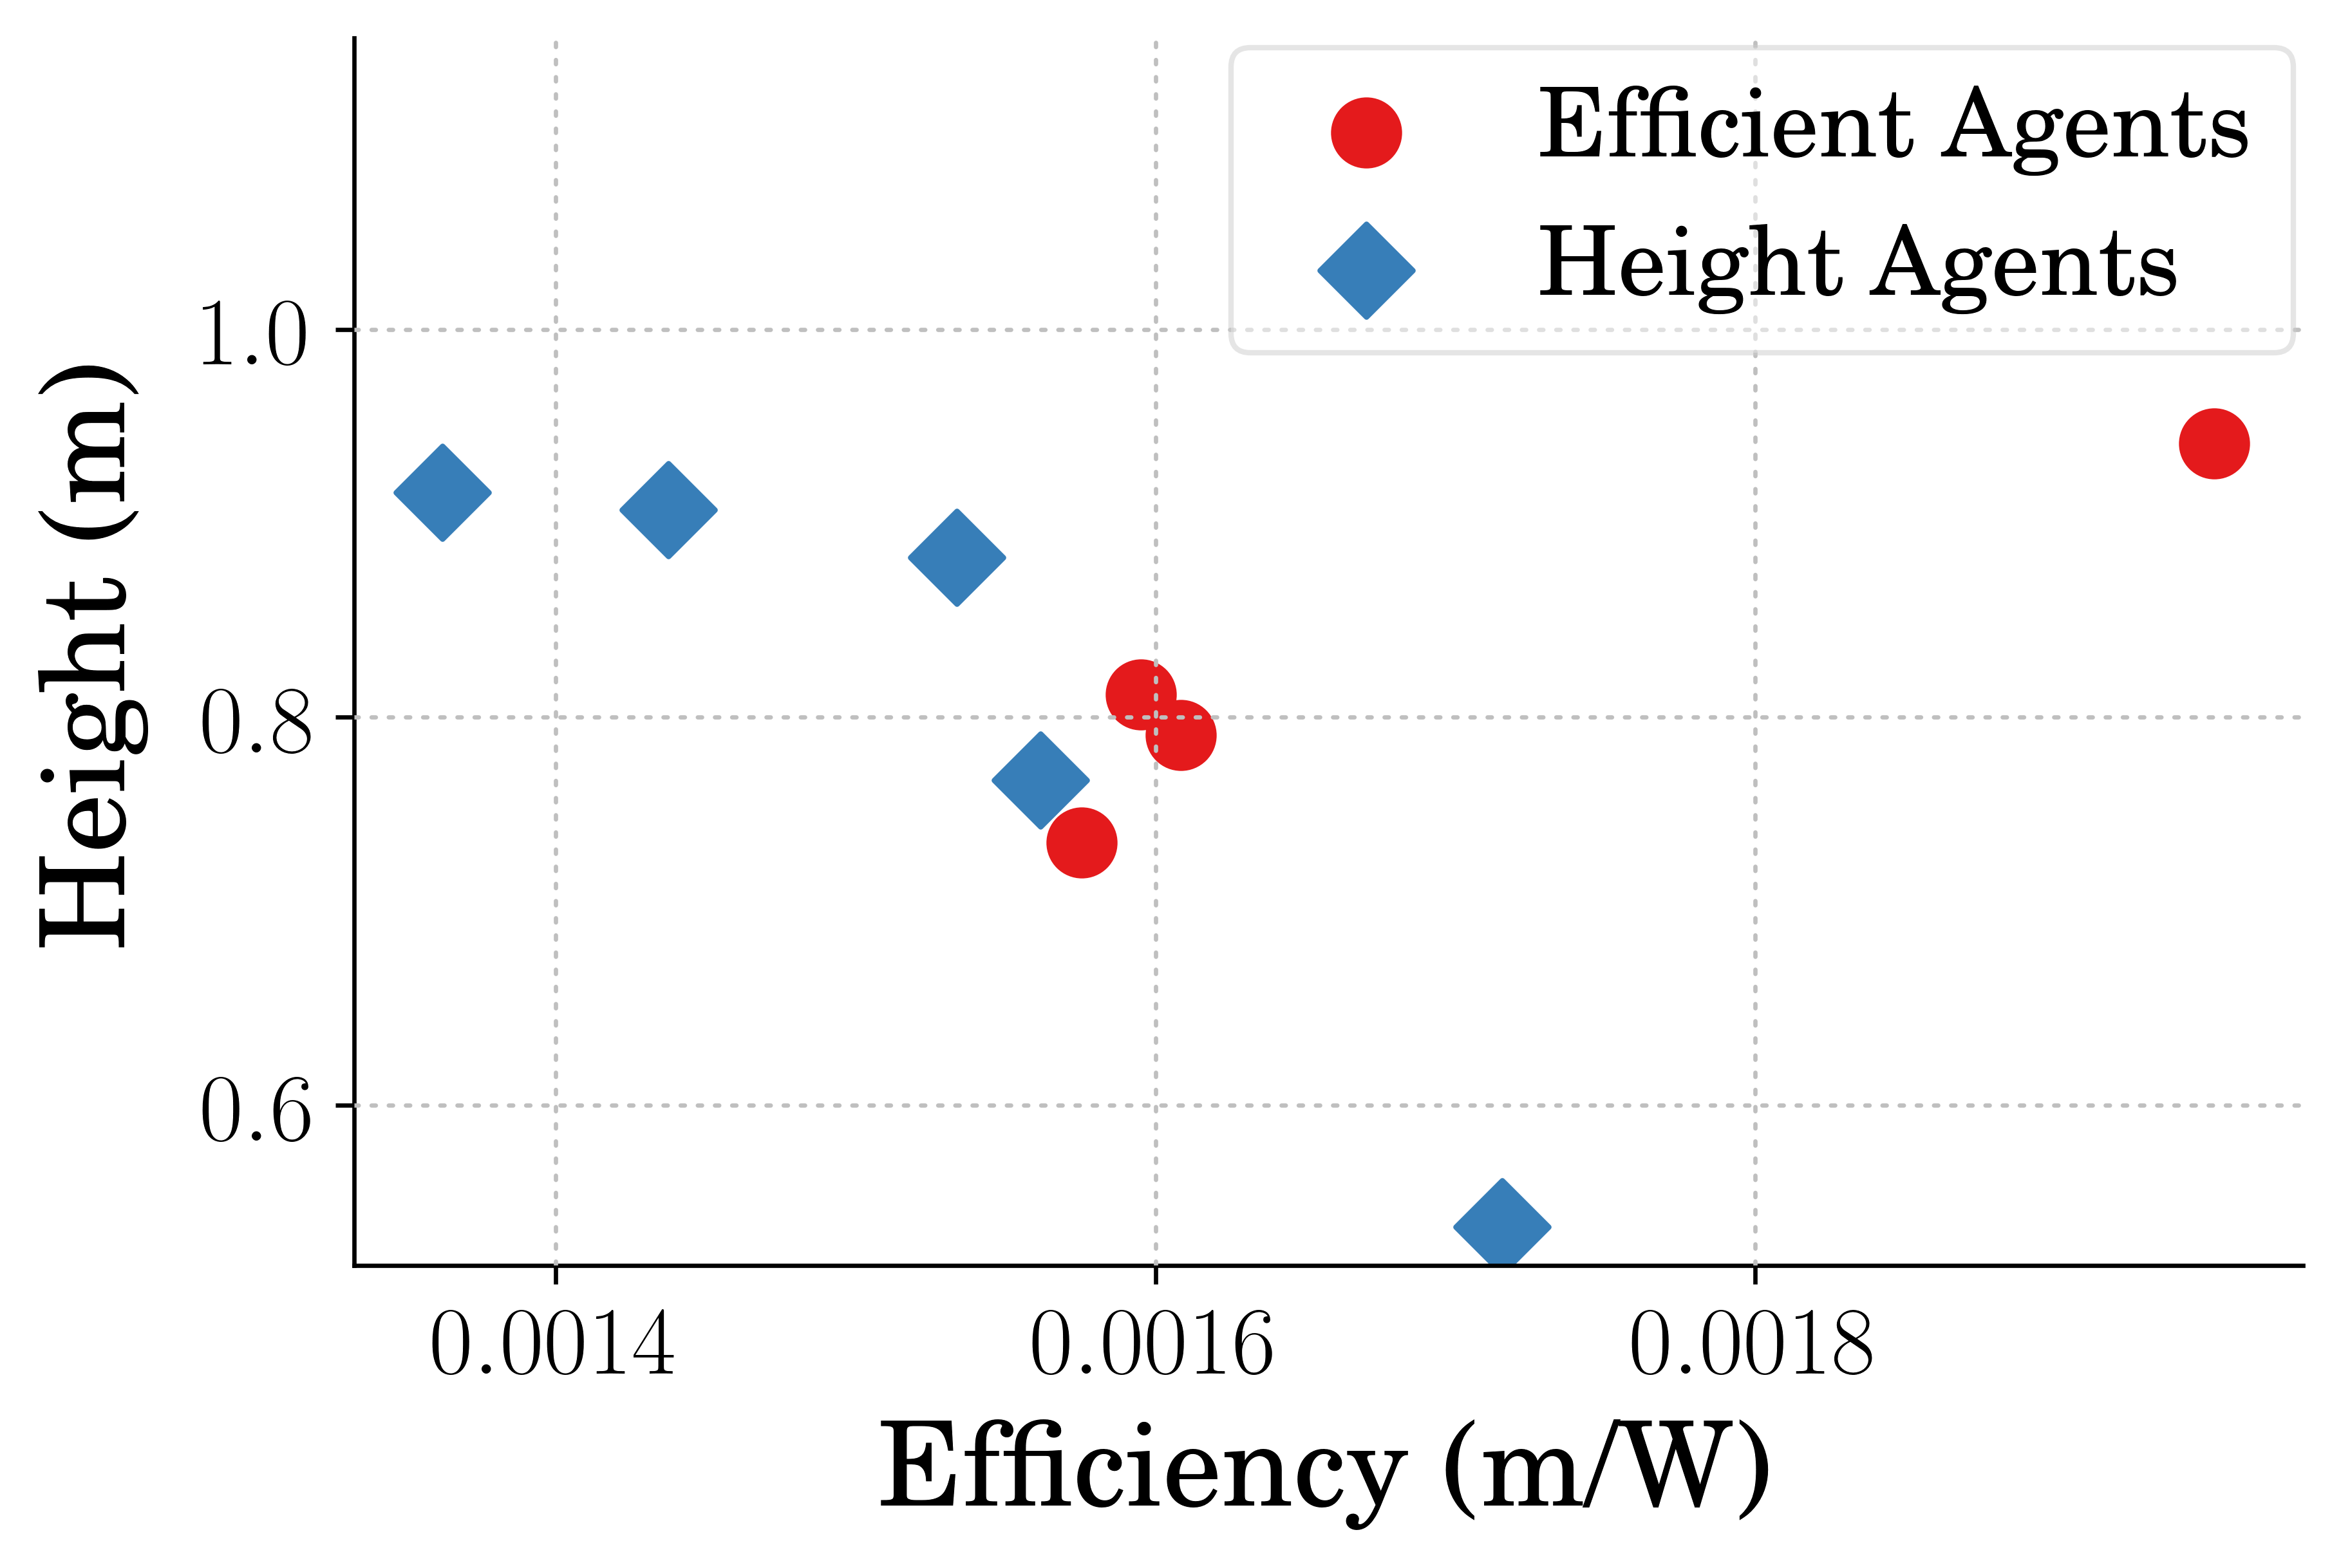 Efficient Agents
Height Agents
Height (m)
1.0
0.8
0.6
0.0014
0.0016
0.0018
Efficiency (m/W)